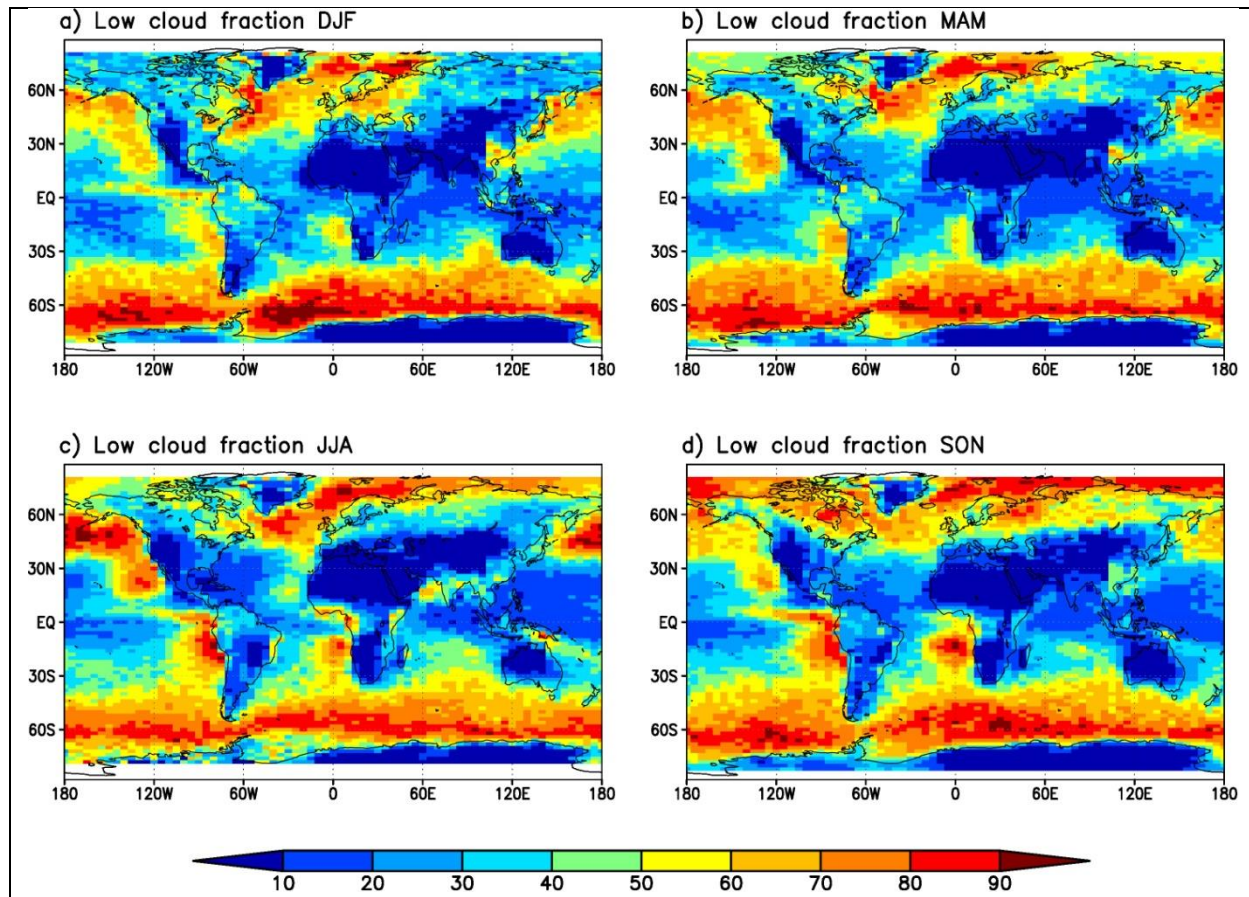 a) Low cloud fraction DJF
60N
30N
EQ
30S
60S
180 120W 60W 0 60E 120E 180
b) Low cloud fraction MAM
60N
30N
EQ
30S
60S
180 120W 60W 0 60E 120E 180
c) Low cloud fraction JJA
60N
30N
EQ
30S
60S
180 120W 60W 0 60E 120E 180
d) Low cloud fraction SON
60N
30N
EQ
30S
60S
180 120W 60W 0 60E 120E 180
10 20 30 40 50 60 70 80 90